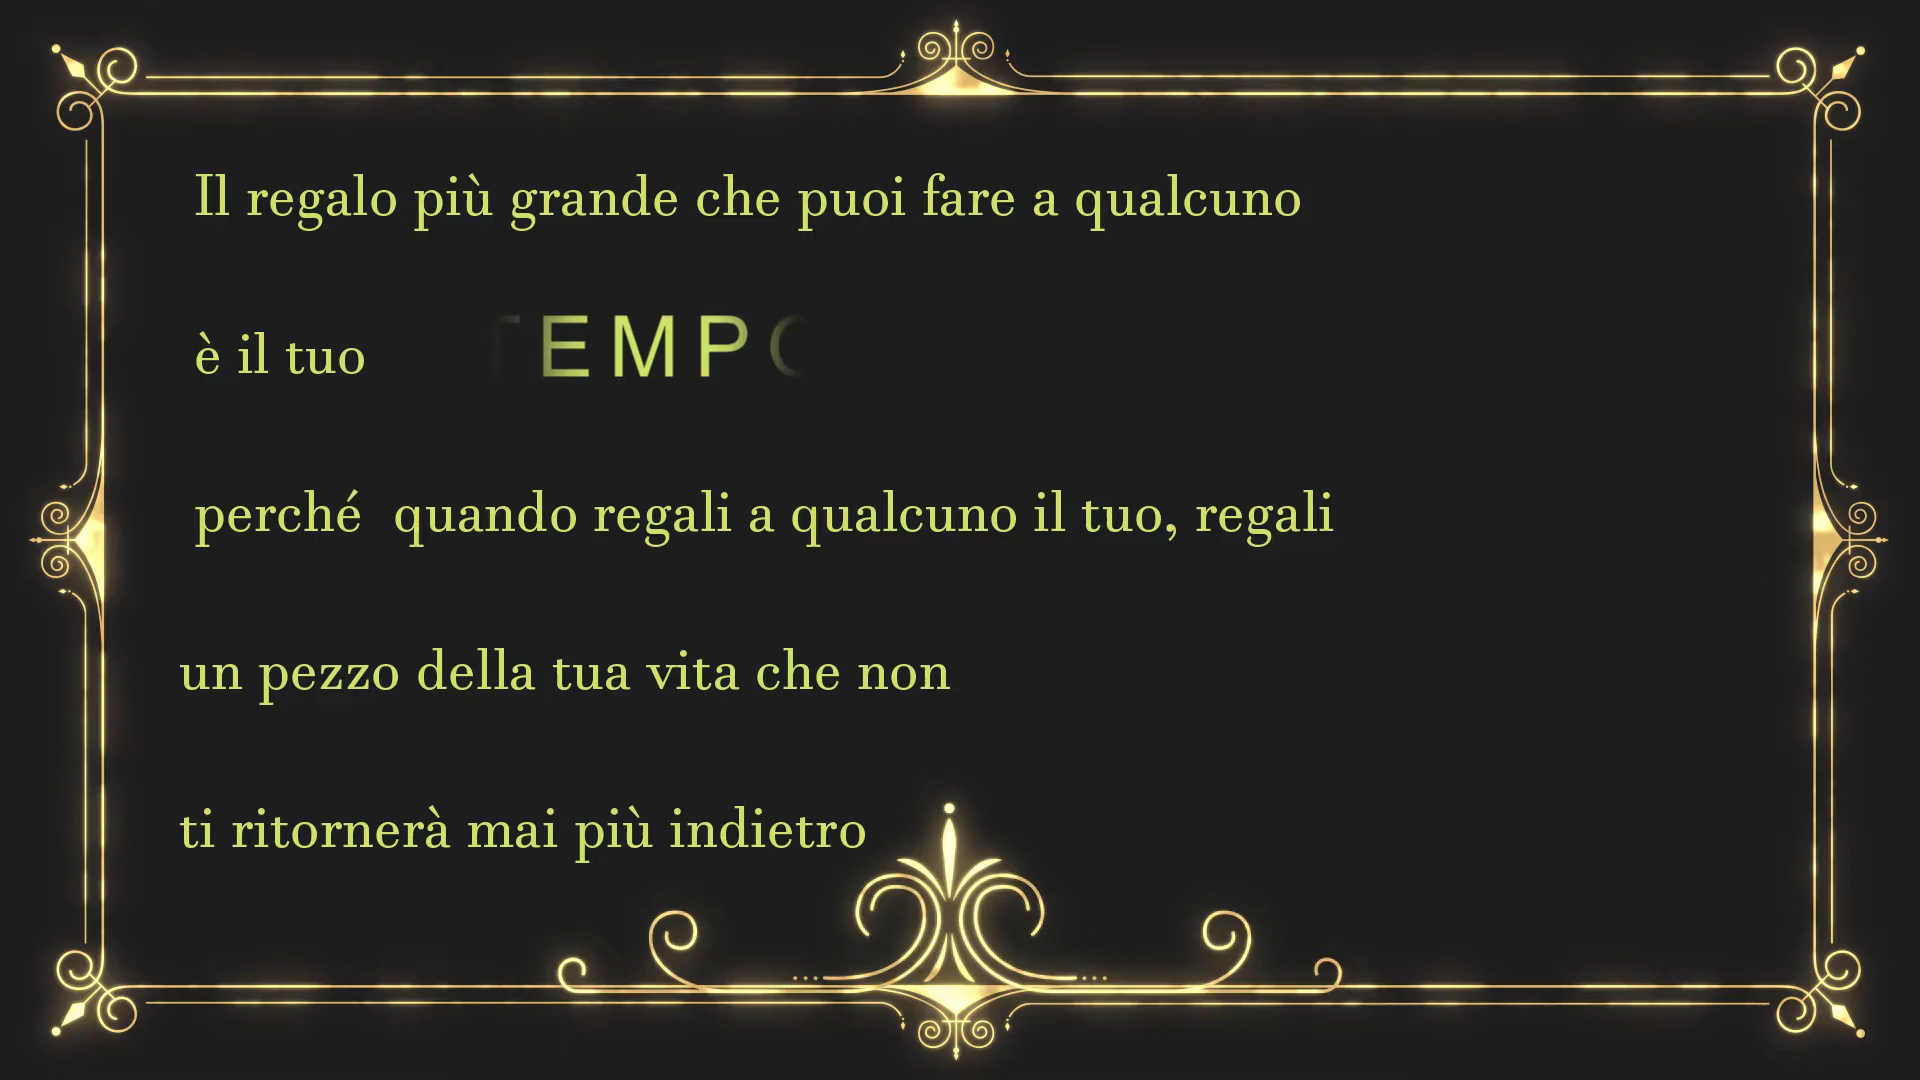 Il regalo più grande che puoi fare a qualcuno
è il tuo TEMPO
perché quando regali a qualcuno il tuo, regali
un pezzo della tua vita che non
ti ritornerà mai più indietro